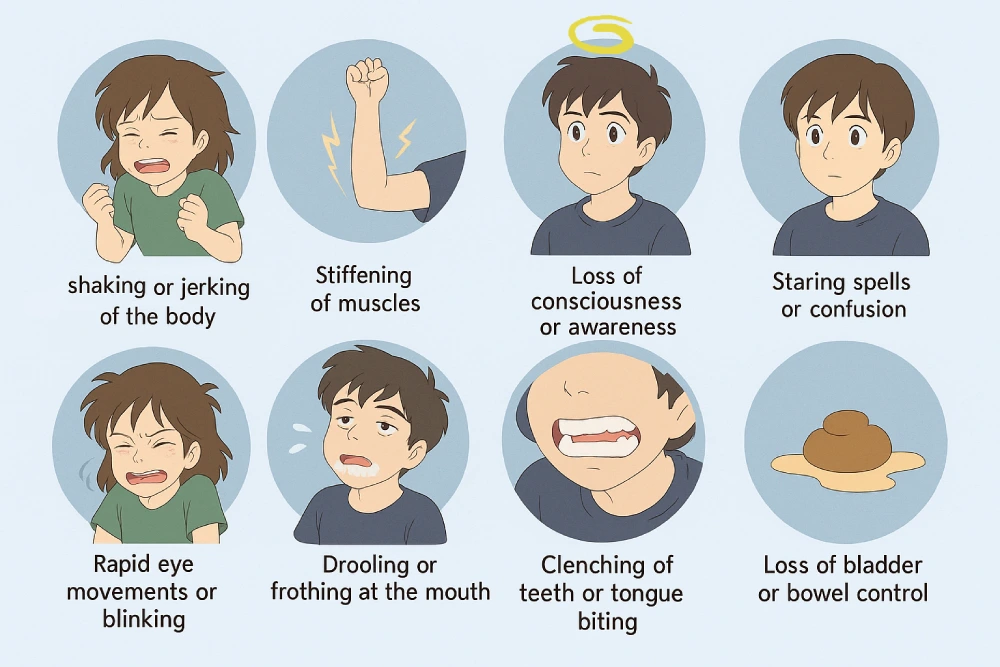 shaking or jerking
of the body
Stiffening
of muscles
Loss of
consciousness
or awareness
Staring spells
or confusion
Rapid eye
movements or
blinking
Drooling or
frothing at the mouth
Clenching of
teeth or tongue
biting
Loss of bladder
or bowel control